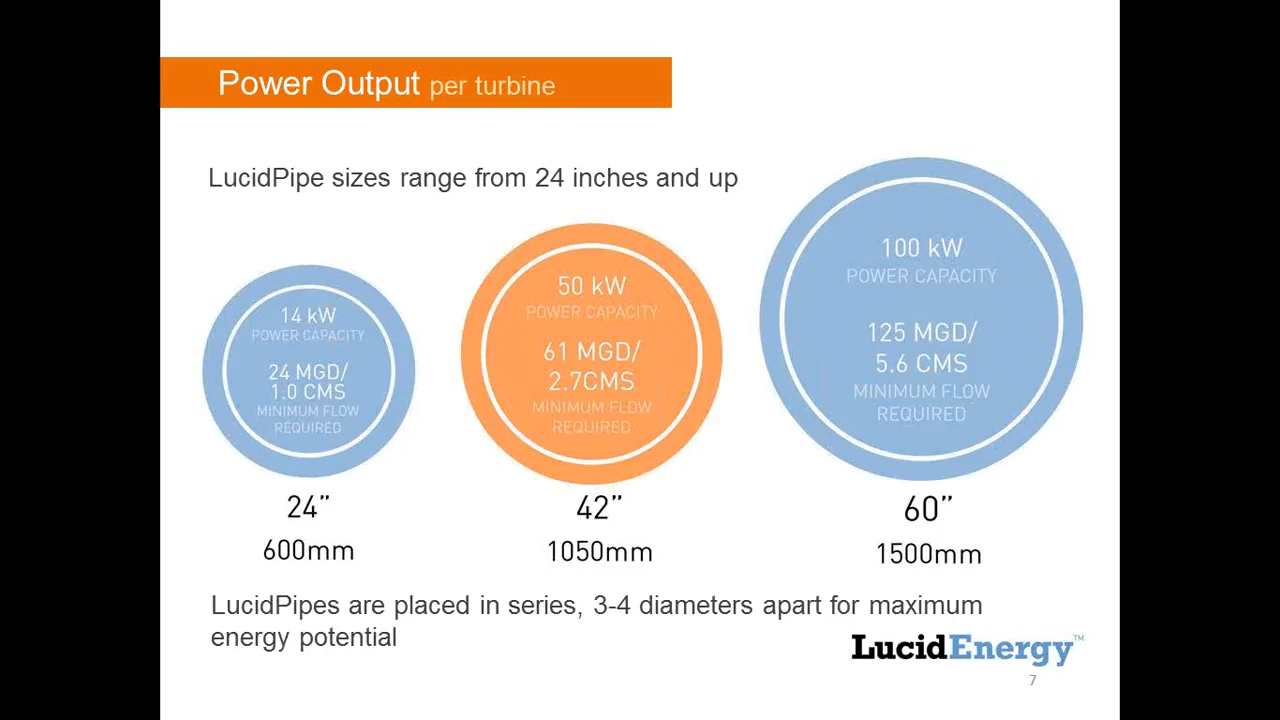 Power Output per turbine
LucidPipe sizes range from 24 inches and up
14 kW
POWER CAPACITY
24 MGD/
1.0 CMS
MINIMUM FLOW
REQUIRED
24”
600mm
50 kW
POWER CAPACITY
61 MGD/
2.7CMS
MINIMUM FLOW
REQUIRED
42”
1050mm
100 kW
POWER CAPACITY
125 MGD/
5.6 CMS
MINIMUM FLOW
REQUIRED
60”
1500mm
LucidPipes are placed in series, 3-4 diameters apart for maximum
energy potential
LucidEnergy™
7